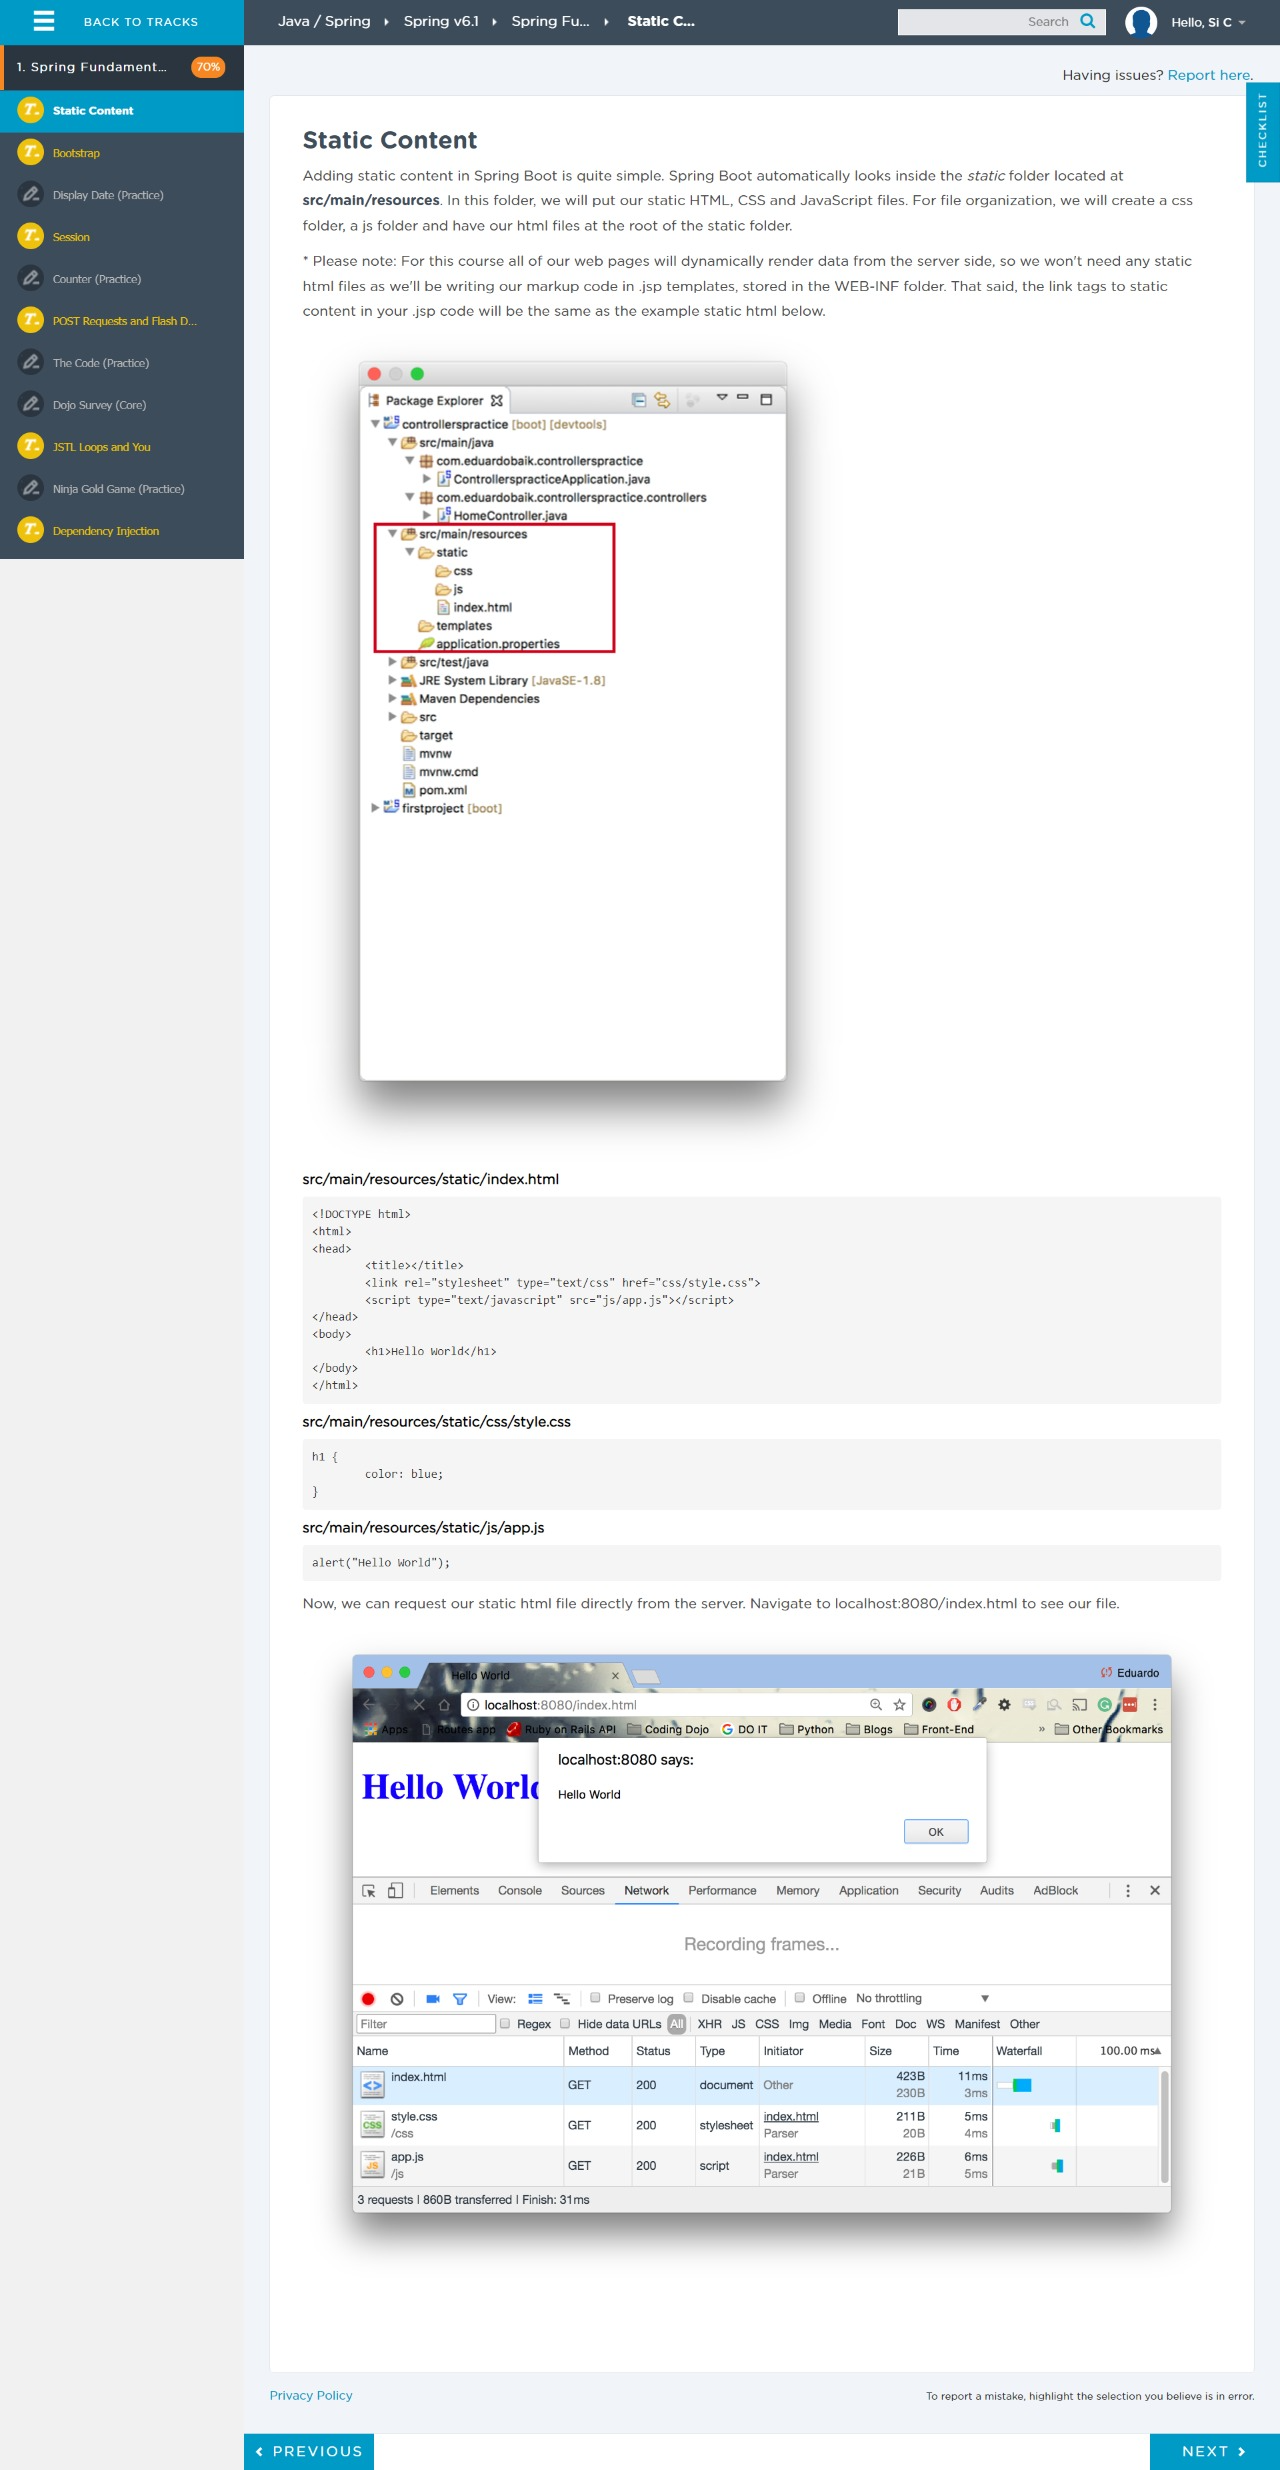 BACK TO TRACKS
Java / Spring
Spring v6.1
Spring Fu...
Static C...
Search
Hello, Si C
1. Spring Fundament...
70%
Static Content
Bootstrap
Display Date (Practice)
Session
Counter (Practice)
POST Requests and Flash D...
The Code (Practice)
Dojo Survey (Core)
JSTL Loops and You
Ninja Gold Game (Practice)
Dependency Injection
Having issues? Report here.
CHECKLIST
Static Content
Adding static content in Spring Boot is quite simple. Spring Boot automatically looks inside the static folder located at
src/main/resources. In this folder, we will put our static HTML, CSS and JavaScript files. For file organization, we will create a css
folder, a js folder and have our html files at the root of the static folder.
* Please note: For this course all of our web pages will dynamically render data from the server side, so we won't need any static
html files as we'll be writing our markup code in .jsp templates, stored in the WEB-INF folder. That said, the link tags to static
content in your .jsp code will be the same as the example static html below.
Package Explorer
controllerspractice [boot] [devtools]
src/main/java
com.eduardobaik.controllerspractice
ControllerspracticeApplication.java
com.eduardobaik.controllerspractice.controllers
HomeController.java
src/main/resources
static
css
js
index.html
templates
application.properties
src/test/java
JRE System Library [JavaSE-1.8]
Maven Dependencies
src
target
mvnw
mvnw.cmd
pom.xml
firstproject [boot]
src/main/resources/static/index.html
<!DOCTYPE html>
<html>
<head>
<title></title>
<link rel="stylesheet" type="text/css" href="css/style.css">
<script type="text/javascript" src="js/app.js"></script>
</head>
<body>
<h1>Hello World</h1>
</body>
</html>
src/main/resources/static/css/style.css
h1 {
color: blue;
}
src/main/resources/static/js/app.js
alert("Hello World");
Now, we can request our static html file directly from the server. Navigate to localhost:8080/index.html to see our file.
Hello World
Eduardo
localhost:8080/index.html
Apps Routes app Ruby on Rails API Coding Dojo DO IT Python Blogs Front-End » Other Bookmarks
localhost:8080 says:
Hello World
Hello World
OK
Elements Console Sources Network Performance Memory Application Security Audits AdBlock
Recording frames...
View: Preserve log Disable cache Offline No throttling
Filter Regex Hide data URLs All XHR JS CSS Img Media Font Doc WS Manifest Other
Name Method Status Type Initiator Size Time Waterfall 100.00 ms
index.html GET 200 document Other 423B 11ms
230B 3ms
style.css GET 200 stylesheet index.html 211B 5ms
/css Parser 20B 4ms
app.js GET 200 script index.html 226B 6ms
/js Parser 21B 5ms
3 requests | 860B transferred | Finish: 31ms
Privacy Policy
To report a mistake, highlight the selection you believe is in error.
PREVIOUS
NEXT